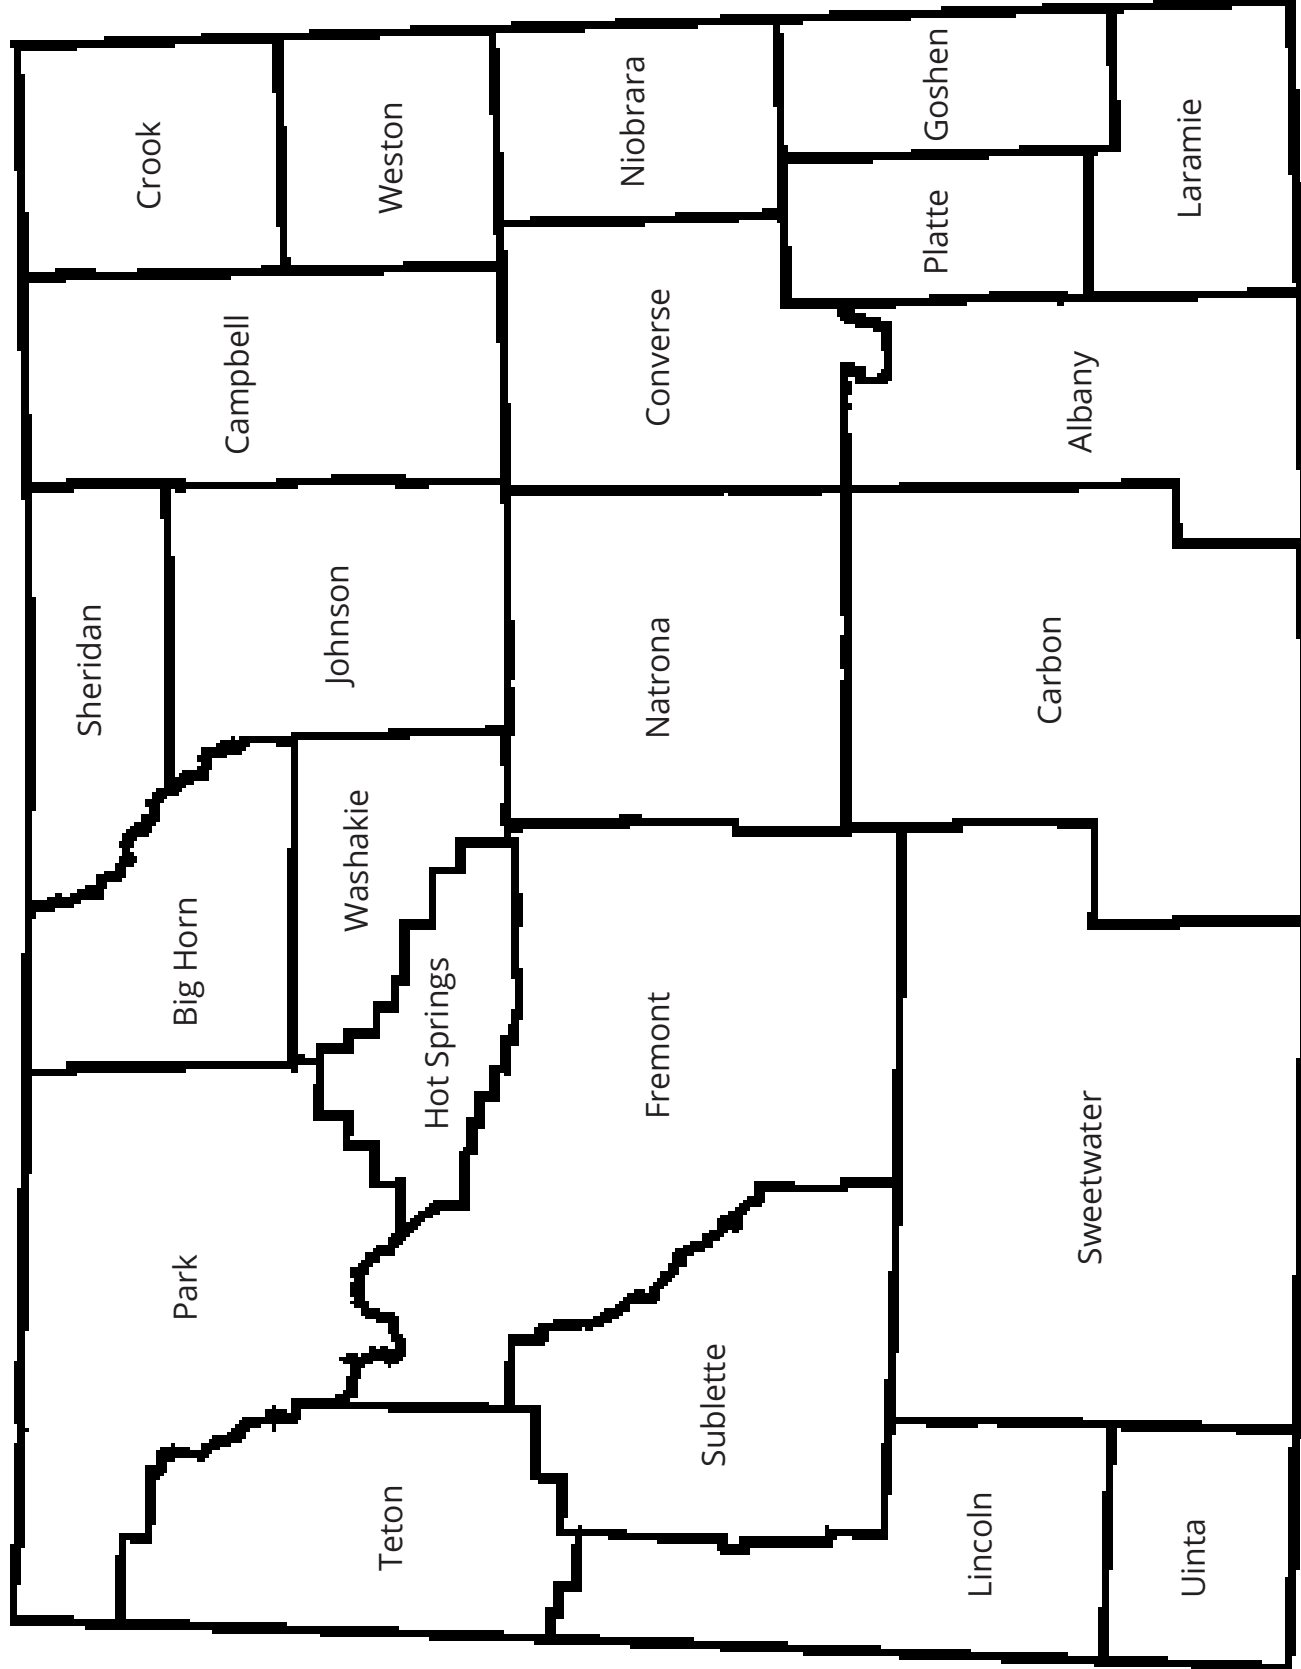 Park
Big Horn
Sheridan
Campbell
Crook
Teton
Hot Springs
Washakie
Johnson
Weston
Sublette
Fremont
Natrona
Converse
Niobrara
Lincoln
Uinta
Sweetwater
Carbon
Albany
Platte
Goshen
Laramie